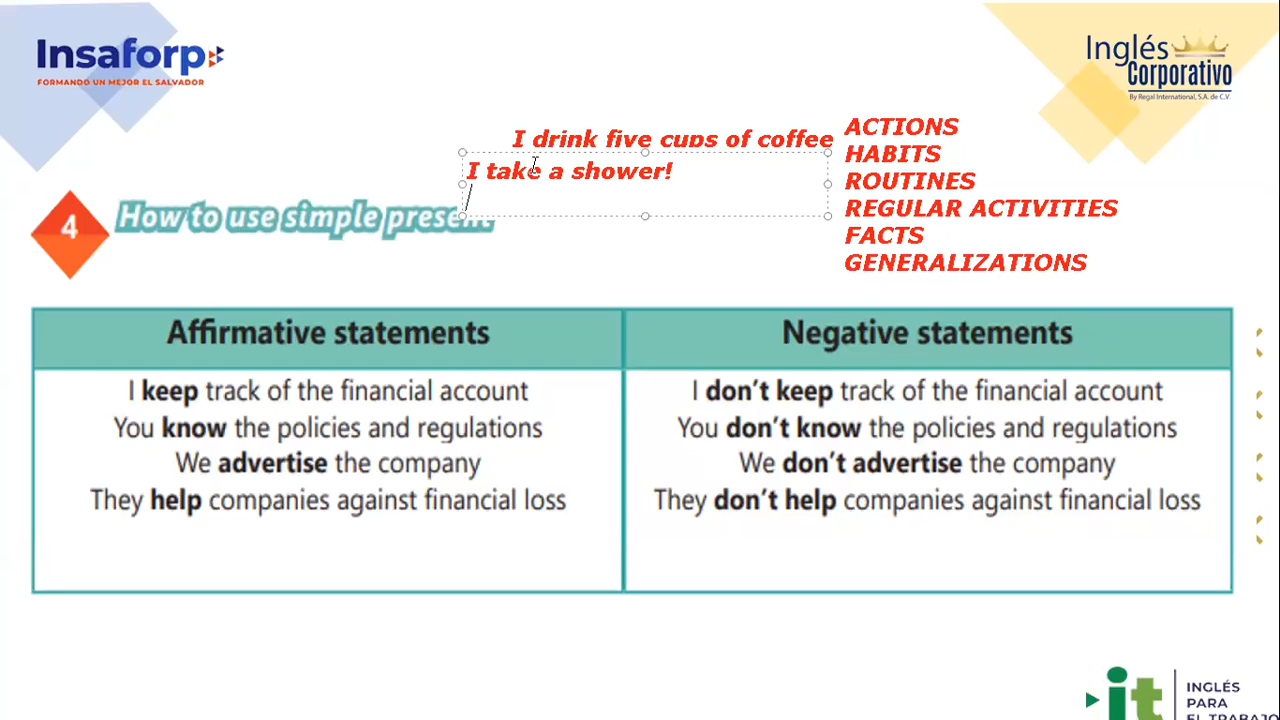 Insaforp
FORMANDO UN MEJOR EL SALVADOR
Inglés
Corporativo
By Regal International, S.A. de C.V.
I drink five cups of coffee
I take a shower!
ACTIONS
HABITS
ROUTINES
REGULAR ACTIVITIES
FACTS
GENERALIZATIONS
4
How to use simple present
Affirmative statements
I keep track of the financial account
You know the policies and regulations
We advertise the company
They help companies against financial loss
Negative statements
I don't keep track of the financial account
You don't know the policies and regulations
We don't advertise the company
They don't help companies against financial loss
it
INGLÉS
PARA
EL TRABAJO